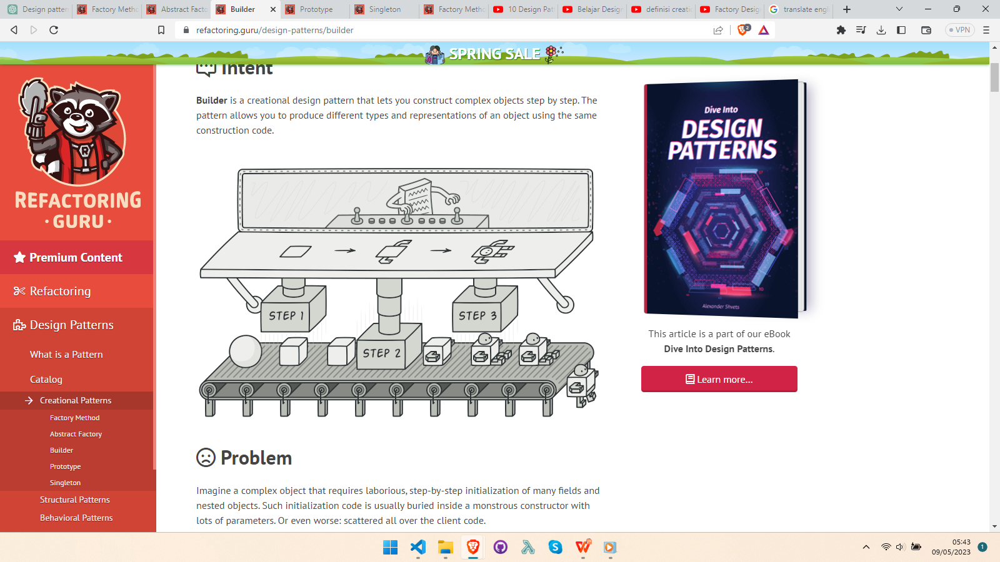 Design pattern
Factory Metho
Abstract Facto
Builder
Prototype
Singleton
Factory Metho
10 Design Pat
Belajar Design
definisi creatio
Factory Desig
translate engl
refactoring.guru/design-patterns/builder
2
VPN
SPRING SALE
REFACTORING
· GURU ·
Premium Content
Refactoring
Design Patterns
What is a Pattern
Catalog
Creational Patterns
Factory Method
Abstract Factory
Builder
Prototype
Singleton
Structural Patterns
Behavioral Patterns
Intent
Builder is a creational design pattern that lets you construct complex objects step by step. The
pattern allows you to produce different types and representations of an object using the same
construction code.
STEP 1
STEP 2
STEP 3
Problem
Imagine a complex object that requires laborious, step-by-step initialization of many fields and
nested objects. Such initialization code is usually buried inside a monstrous constructor with
lots of parameters. Or even worse: scattered all over the client code.
Dive Into
DESIGN
PATTERNS
Alexander Shvets
This article is a part of our eBook
Dive Into Design Patterns.
Learn more...
05:43
09/05/2023
1